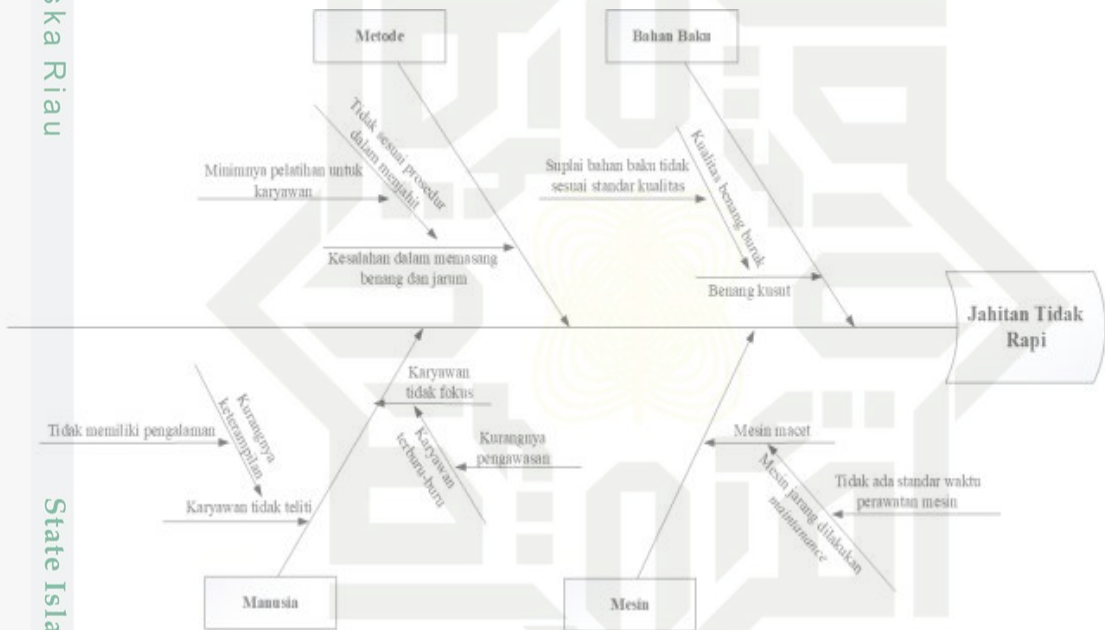 ska Riau
Metode
Bahan Baku
Tidak sesuai prosedur
dalam menjahit
Minimnya pelatihan untuk
karyawan
Kesalahan dalam memasang
benang dan jarum
Suplai bahan baku tidak
sesuai standar kualitas
Kualitas benang buruk
Benang kusut
Jahitan Tidak
Rapi
Karyawan
tidak fokus
Kurangnya
keterampilan
Tidak memiliki pengalaman
Karyawan
terburu-buru
Kurangnya
pengawasan
Karyawan tidak teliti
Mesin macet
Mesin jarang dilakukan
maintanance
Tidak ada standar waktu
perawatan mesin
Manusia
Mesin
State Isla